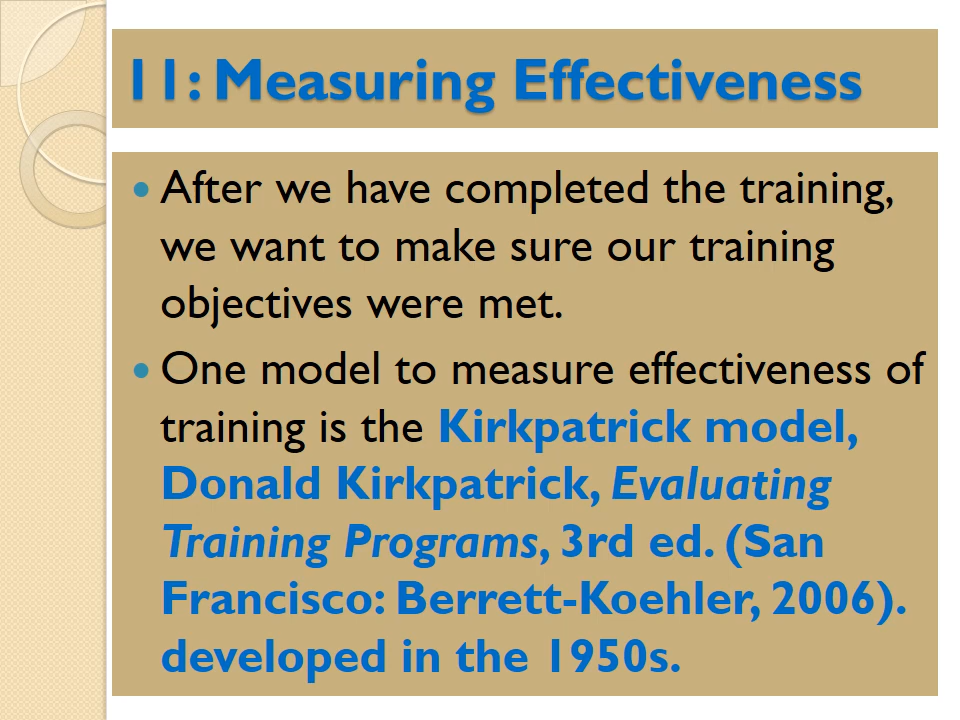 11: Measuring Effectiveness
After we have completed the training,
we want to make sure our training
objectives were met.
One model to measure effectiveness of
training is the Kirkpatrick model,
Donald Kirkpatrick, Evaluating
Training Programs, 3rd ed. (San
Francisco: Berrett-Koehler, 2006).
developed in the 1950s.